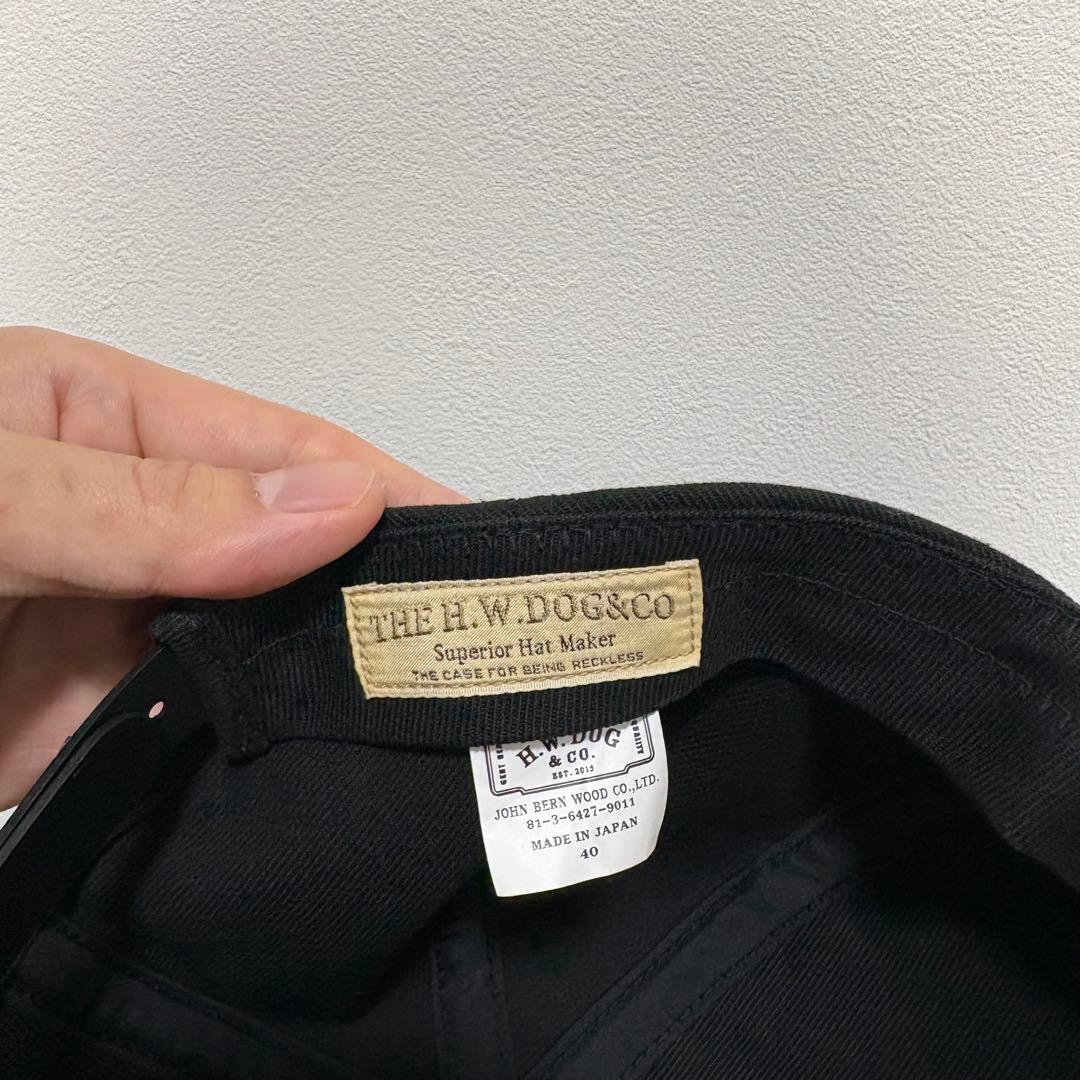 THE H.W.DOG&CO
Superior Hat Maker
THE CASE FOR BEING RECKLESS
H.W.DOG
& CO.
EST. 2015
JOHN BERN WOOD CO.,LTD.
81-3-6427-9011
MADE IN JAPAN
40